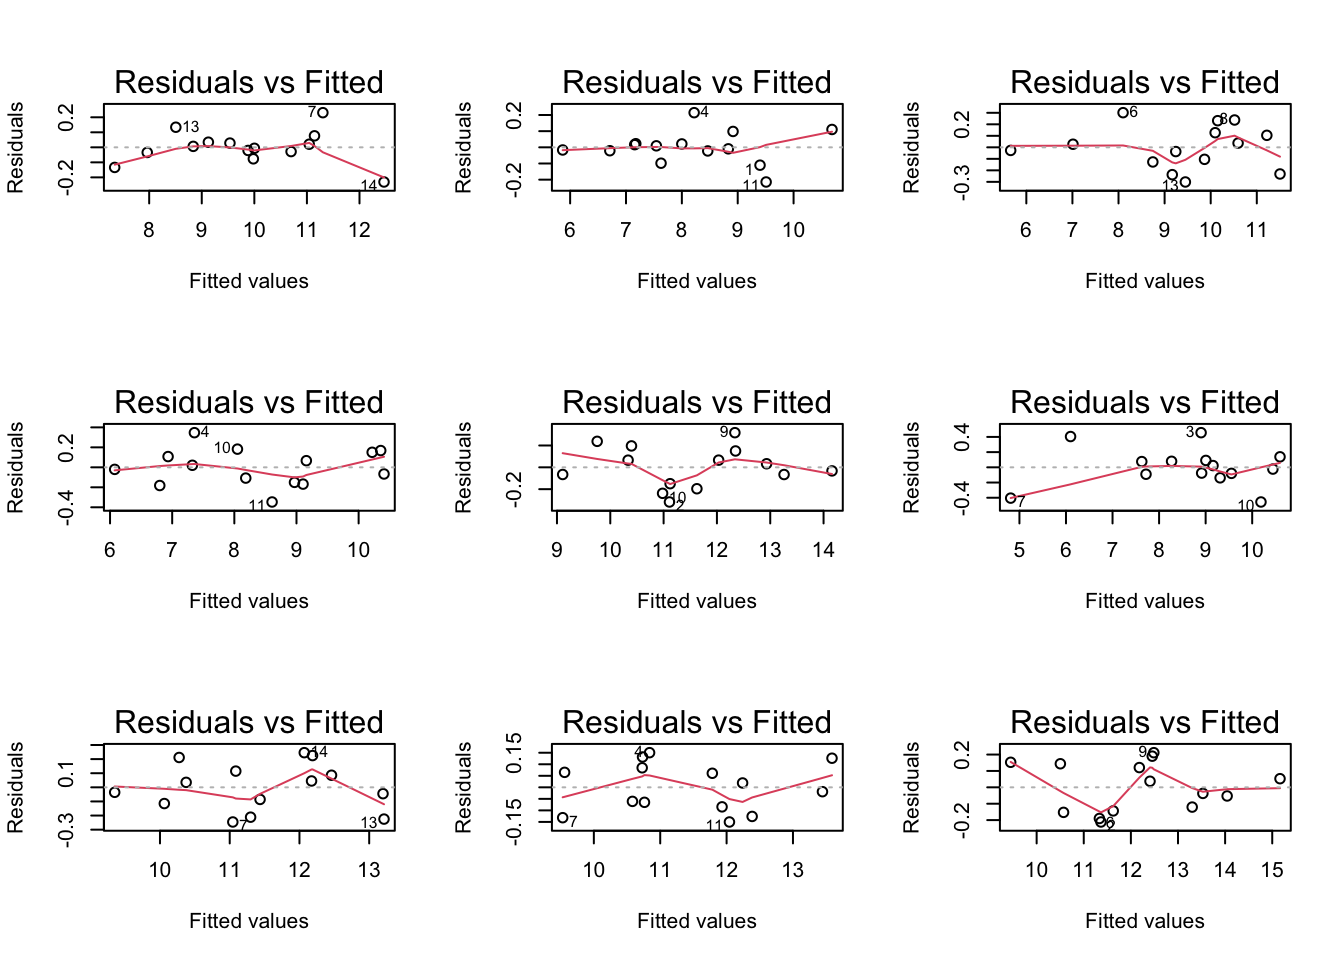 Residuals vs Fitted
Residuals
0.2
-0.2
7
13
14
8 9 10 11 12
Fitted values
Residuals vs Fitted
Residuals
0.2
-0.2
4
1
11
6 7 8 9 10
Fitted values
Residuals vs Fitted
Residuals
0.2
-0.3
6
8
13
6 7 8 9 10 11
Fitted values
Residuals vs Fitted
Residuals
0.2
-0.4
4
10
11
6 7 8 9 10
Fitted values
Residuals vs Fitted
Residuals
-0.2
9
10
2
9 10 11 12 13 14
Fitted values
Residuals vs Fitted
Residuals
0.4
-0.4
3
7
10
5 6 7 8 9 10
Fitted values
Residuals vs Fitted
Residuals
0.1
-0.3
14
7
13
10 11 12 13
Fitted values
Residuals vs Fitted
Residuals
0.15
-0.15
4
7
11
10 11 12 13
Fitted values
Residuals vs Fitted
Residuals
0.2
-0.2
9
10 11 12 13 14 15
Fitted values